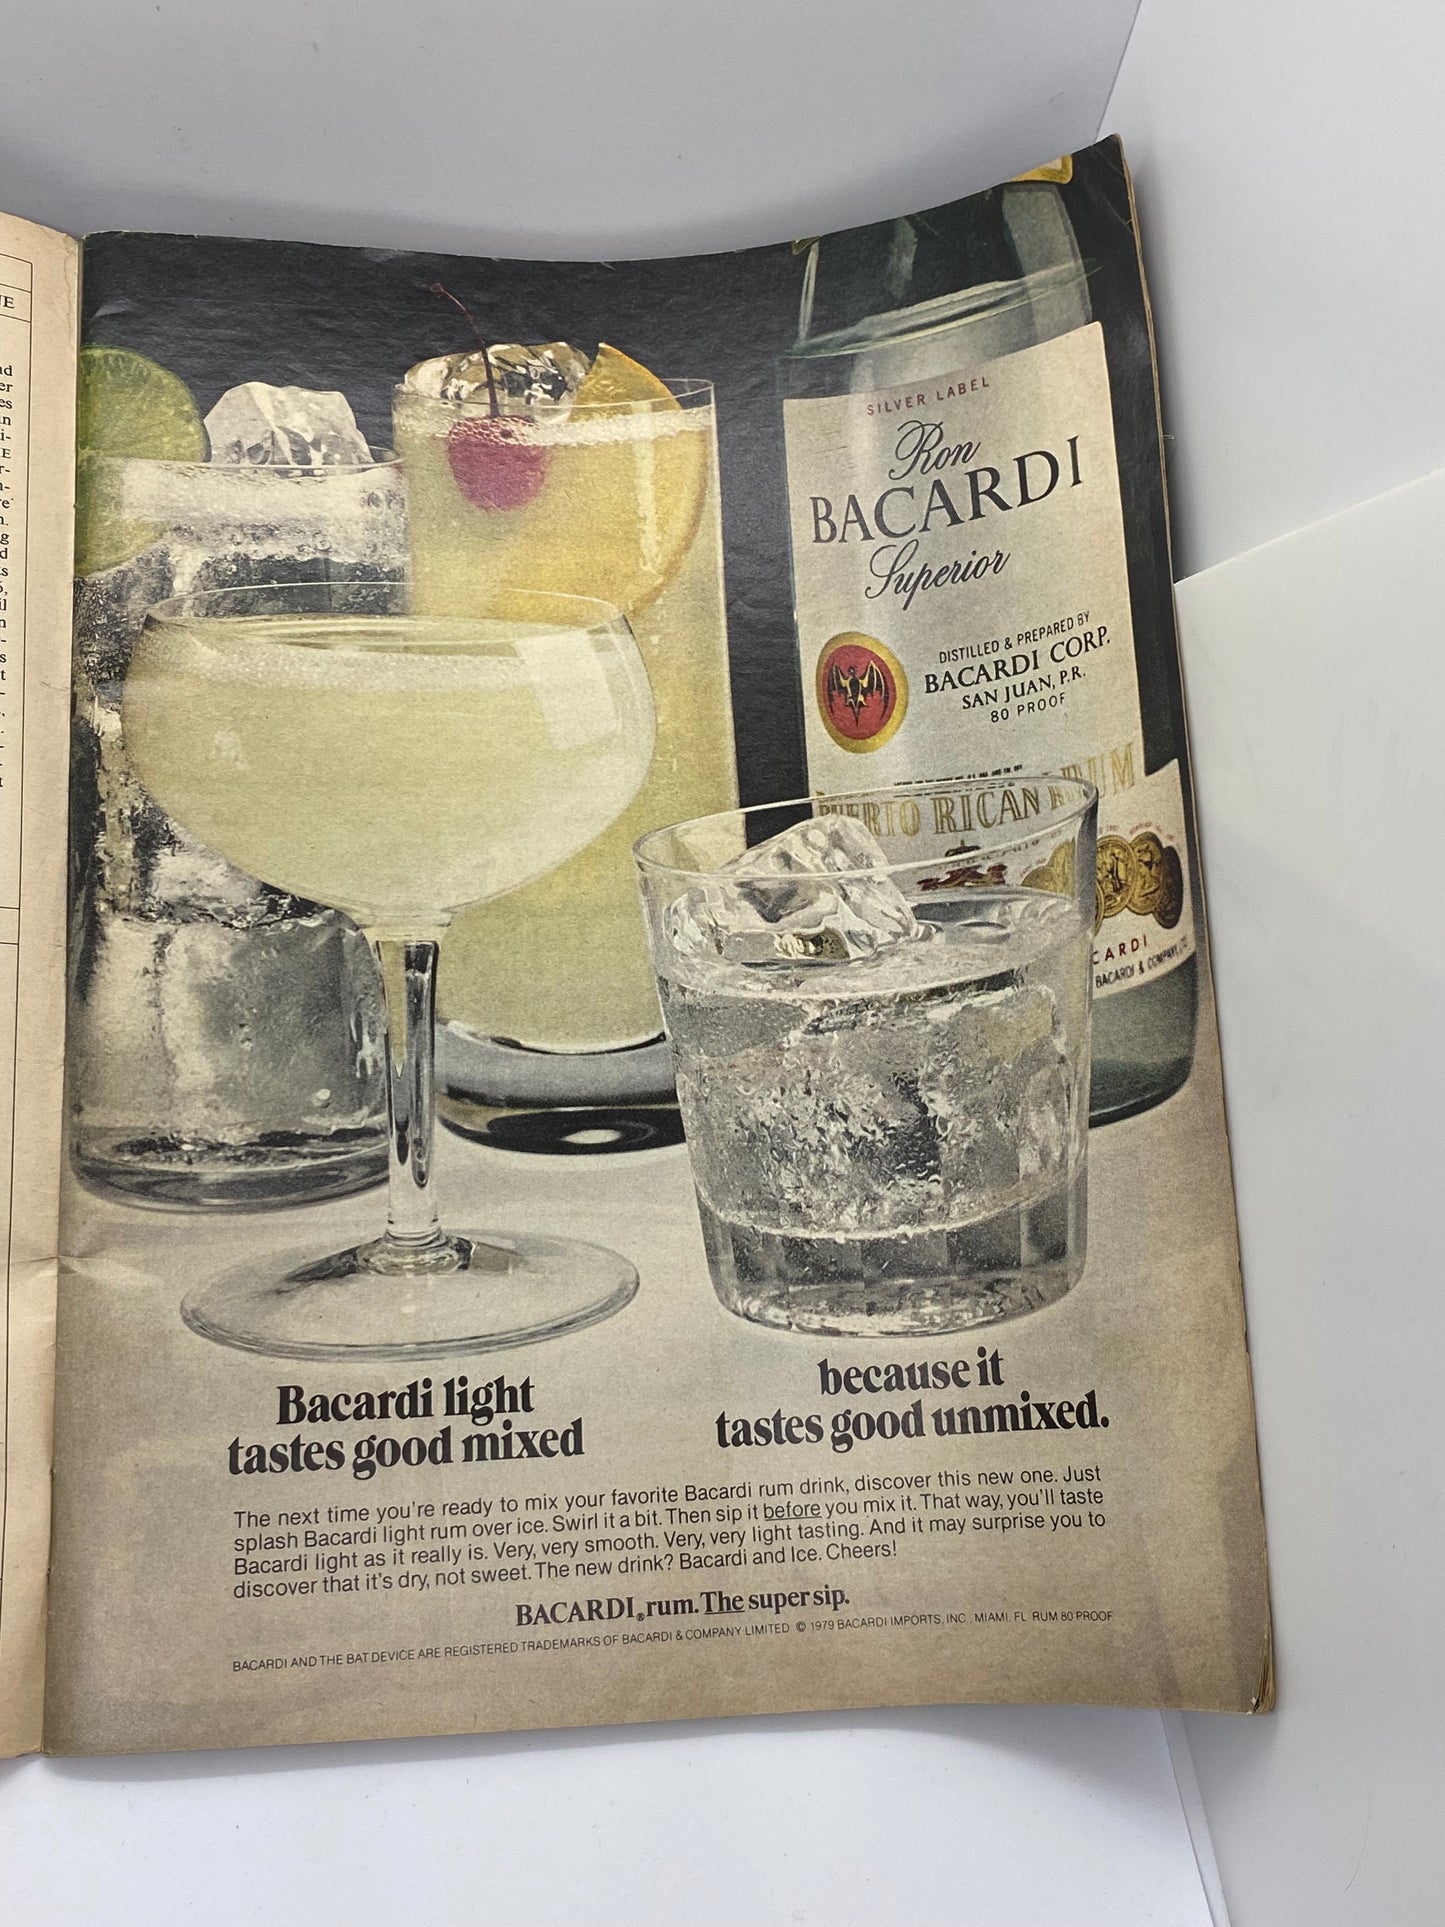 SILVER LABEL
Ron
BACARDI
Superior
DISTILLED & PREPARED BY
BACARDI CORP.
SAN JUAN, P.R.
80 PROOF
PUERTO RICAN RUM
CARDI
BACARDI & COMPANY, LTD
Bacardi light
tastes good mixed
because it
tastes good unmixed.
The next time you're ready to mix your favorite Bacardi rum drink, discover this new one. Just
splash Bacardi light rum over ice. Swirl it a bit. Then sip it before you mix it. That way, you'll taste
Bacardi light as it really is. Very, very smooth. Very, very light tasting. And it may surprise you to
discover that it's dry, not sweet. The new drink? Bacardi and Ice. Cheers!
BACARDI® rum. The super sip.
BACARDI AND THE BAT DEVICE ARE REGISTERED TRADEMARKS OF BACARDI & COMPANY LIMITED © 1979 BACARDI IMPORTS, INC., MIAMI, FL. RUM 80 PROOF.